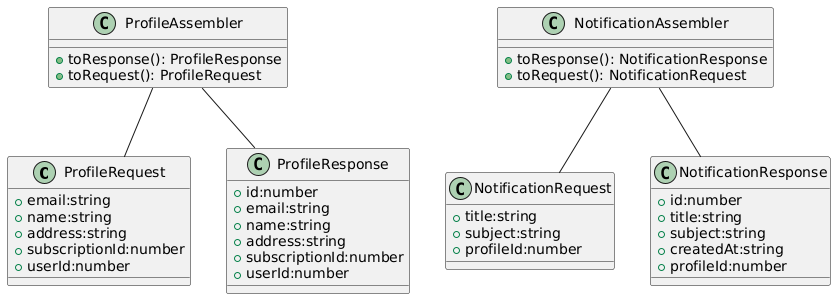 C ProfileAssembler
toResponse(): ProfileResponse
toRequest(): ProfileRequest
C NotificationAssembler
toResponse(): NotificationResponse
toRequest(): NotificationRequest
C ProfileRequest
email:string
name:string
address:string
subscriptionId:number
userId:number
C ProfileResponse
id:number
email:string
name:string
address:string
subscriptionId:number
userId:number
C NotificationRequest
title:string
subject:string
profileId:number
C NotificationResponse
id:number
title:string
subject:string
createdAt:string
profileId:number